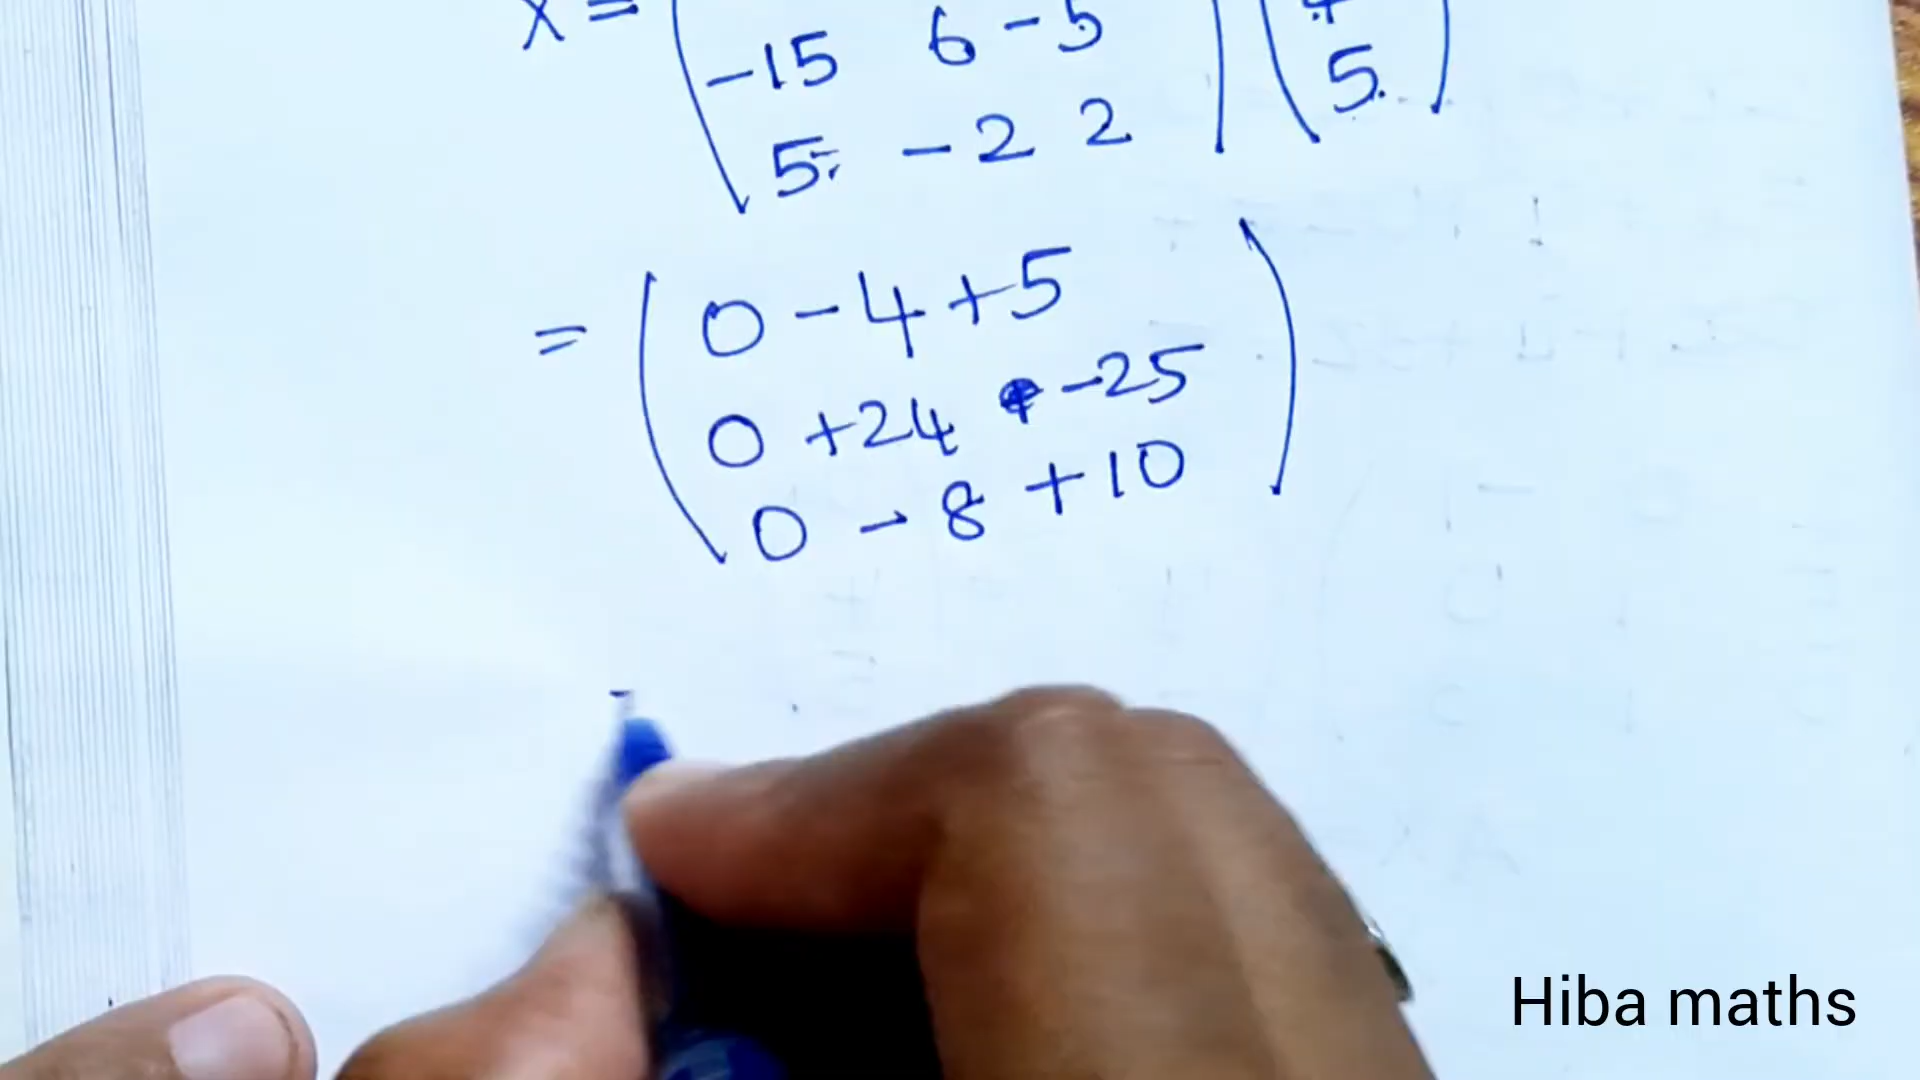 X =
-15 6 -5
5
5 -2 2
= 0 -4 +5
0 +24 -25
0 -8 +10
Hiba maths